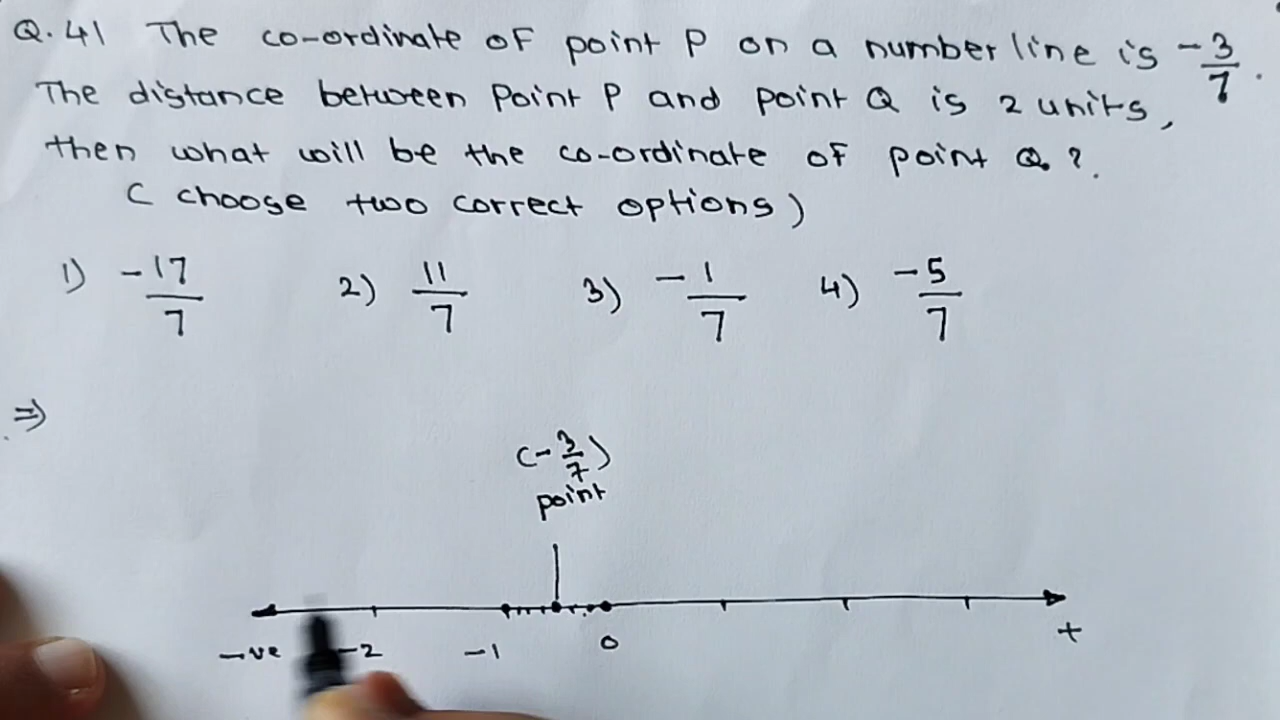 Q.41 The co-ordinate of point P on a number line is -3/7.
The distance between Point P and point Q is 2 units,
then what will be the co-ordinate of point Q?.
( choose two correct options)
1) -17/7 2) 11/7 3) -1/7 4) -5/7
⇒
(-3/7)
point
-ve -2 -1 0 +